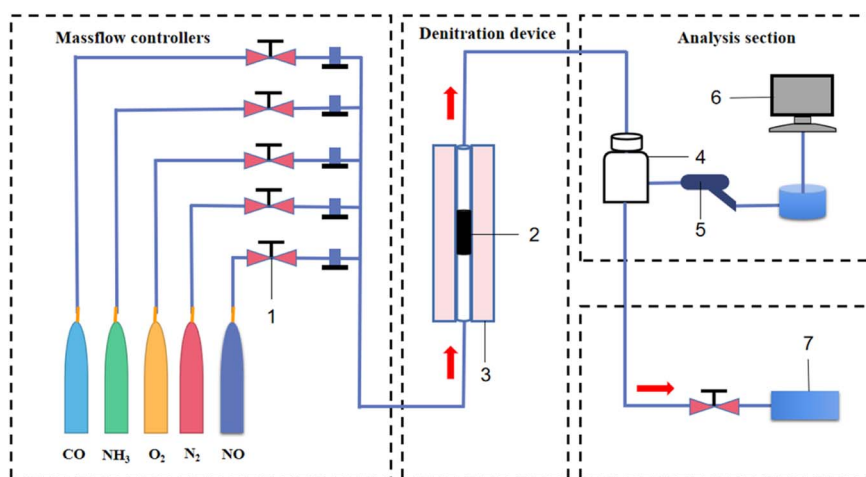 Massflow controllers
Denitration device
Analysis section
1
2
3
4
5
6
7
CO NH₃ O₂ N₂ NO